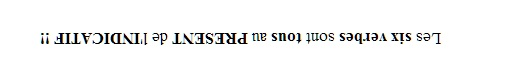 Les six verbes sont tous au PRESENT de l'INDICATIF !!